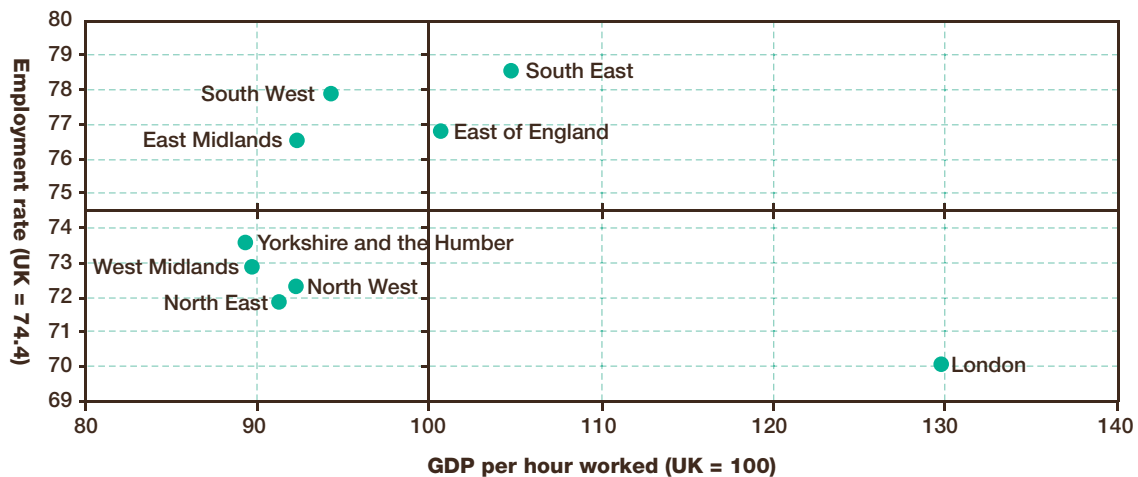 Employment rate (UK = 74.4)
80
79
78
77
76
75
74
73
72
71
70
69
South East
South West
East of England
East Midlands
Yorkshire and the Humber
West Midlands
North West
North East
London
80
90
100
110
120
130
140
GDP per hour worked (UK = 100)